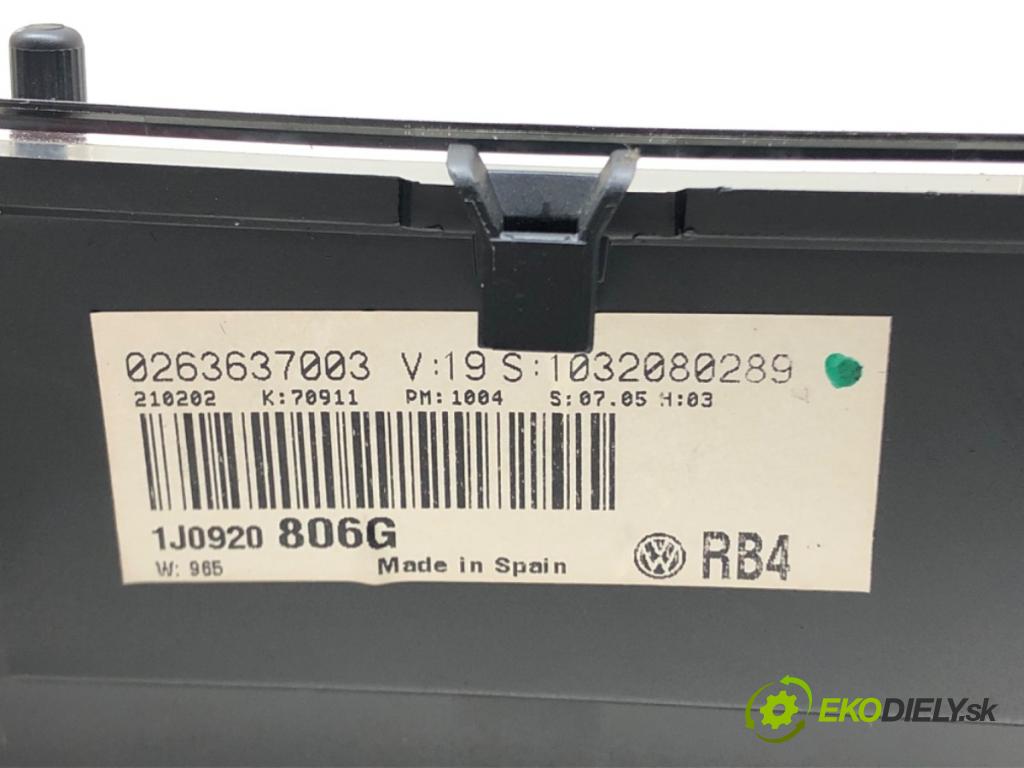 0263637003 V:19 S:1032080289
210202 K:70911 PM:1004 S:07.05 H:03
1J0920 806G
W: 965 Made in Spain RB4
EKODIELY.sk